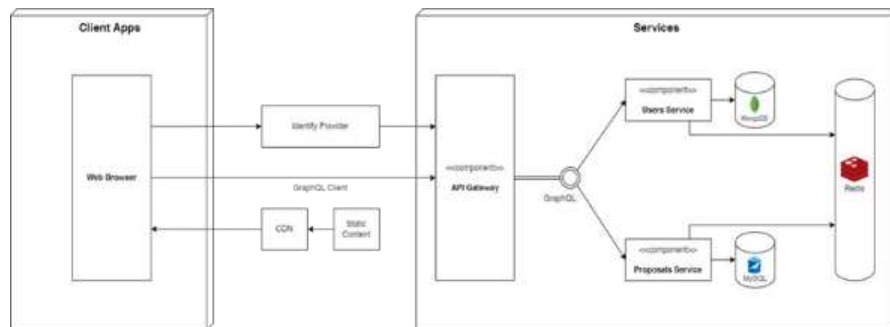 Client Apps
Services
Web Browser
Identify Provider
GraphQL Client
CDN
Static
Content
<<component>>
API Gateway
GraphQL
<<component>>
Users Service
MongoDB
<<component>>
Proposals Service
MySQL
Redis